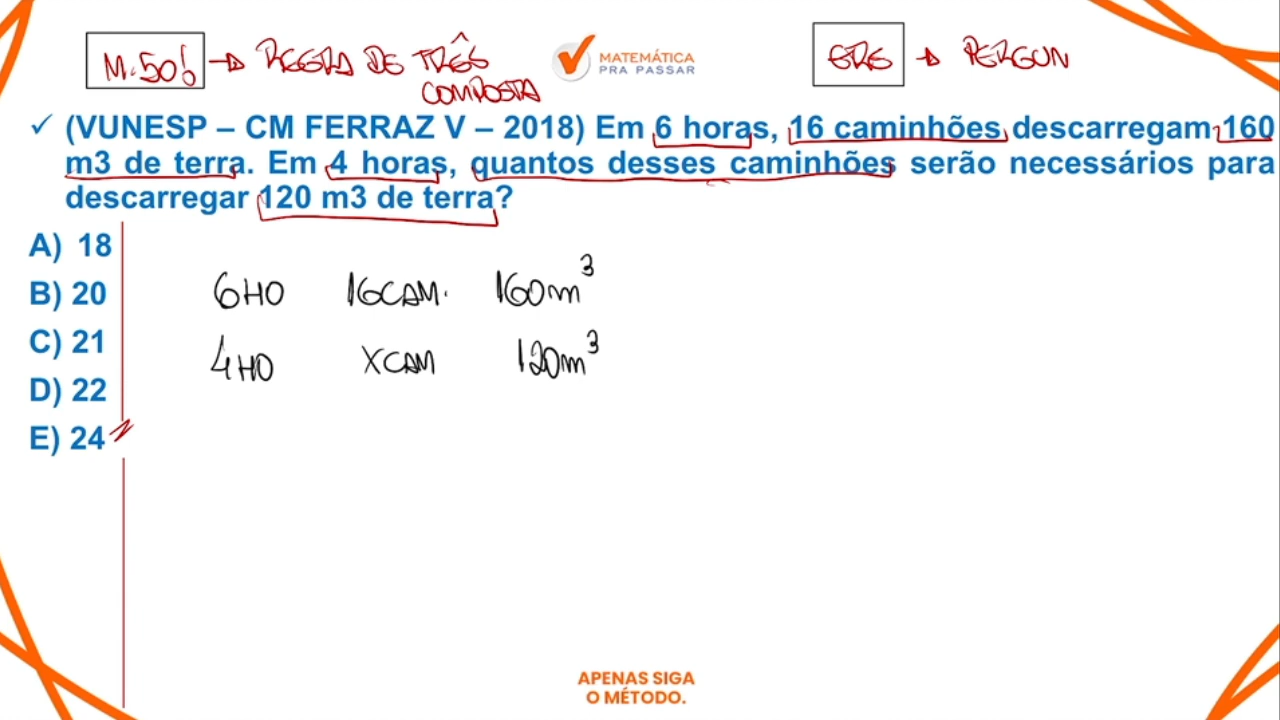 M.50! → REGRA DE TRÊS
COMPOSTA
MATEMÁTICA
PRA PASSAR
→ PERGUN
✓ (VUNESP – CM FERRAZ V – 2018) Em 6 horas, 16 caminhões descarregam 160
m3 de terra. Em 4 horas, quantos desses caminhões serão necessários para
descarregar 120 m3 de terra?
A) 18
B) 20
C) 21
D) 22
E) 24
6HO 16CAM. 160m³
4HO XCAM 120m³
APENAS SIGA
O MÉTODO.